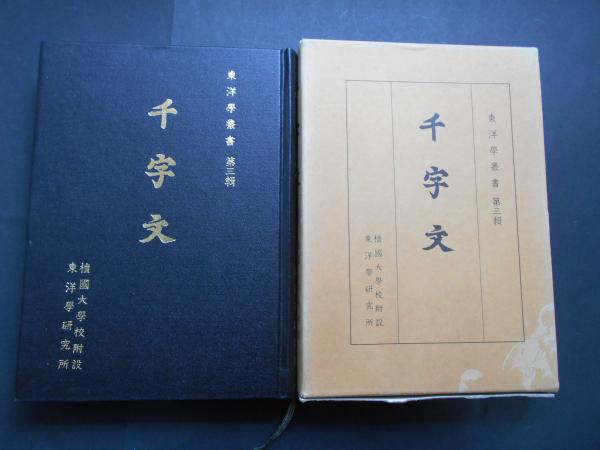 東洋學叢書 第三輯
千字文
檀國大學校附設
東洋學硏究所
東洋學叢書 第三輯
千字文
檀國大學校附設
東洋學硏究所